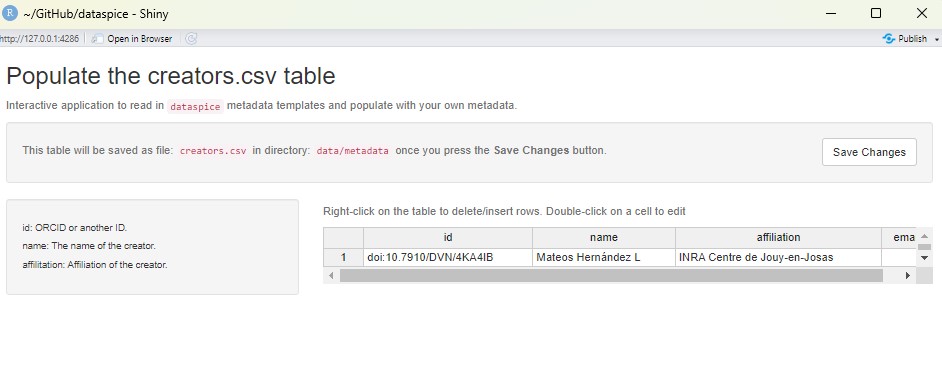 ~/GitHub/dataspice - Shiny
http://127.0.0.1:4286 Open in Browser Publish
Populate the creators.csv table
Interactive application to read in dataspice metadata templates and populate with your own metadata.
This table will be saved as file: creators.csv in directory: data/metadata once you press the Save Changes button.
Save Changes
id: ORCID or another ID.
name: The name of the creator.
affilitation: Affiliation of the creator.
Right-click on the table to delete/insert rows. Double-click on a cell to edit
id name affiliation ema
1 doi:10.7910/DVN/4KA4IB Mateos Hernández L INRA Centre de Jouy-en-Josas